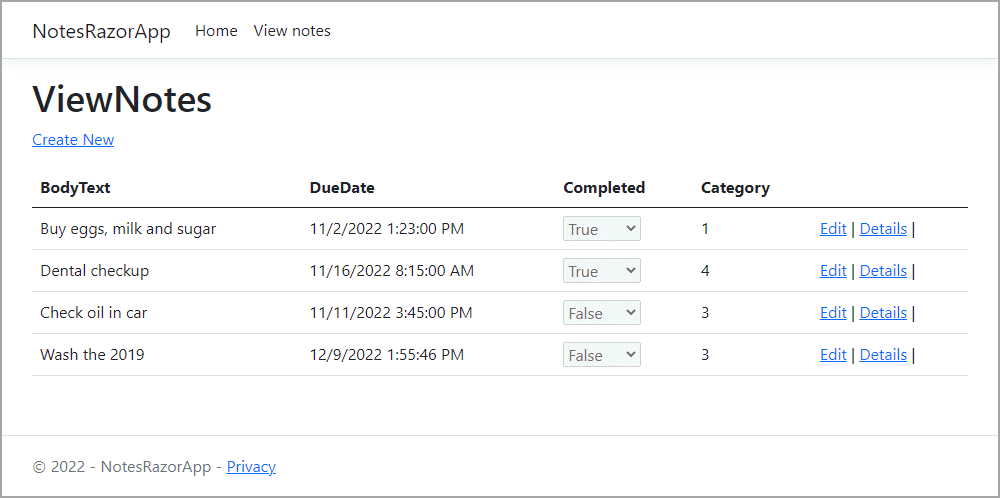 NotesRazorApp Home View notes
ViewNotes
Create New
BodyText DueDate Completed Category
Buy eggs, milk and sugar 11/2/2022 1:23:00 PM True 1 Edit | Details |
Dental checkup 11/16/2022 8:15:00 AM True 4 Edit | Details |
Check oil in car 11/11/2022 3:45:00 PM False 3 Edit | Details |
Wash the 2019 12/9/2022 1:55:46 PM False 3 Edit | Details |
© 2022 - NotesRazorApp - Privacy